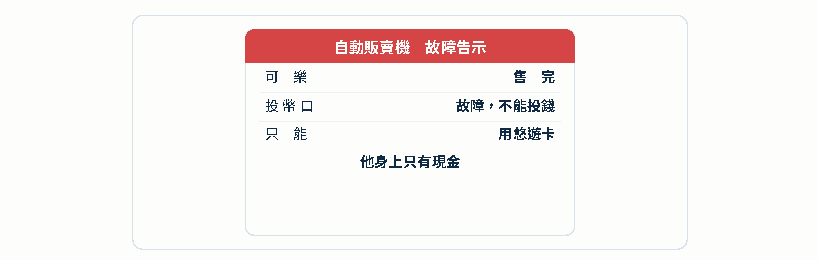 自動販賣機　故障告示
可　樂　售　完
投 幣 口　故障，不能投錢
只　能　用悠遊卡
他身上只有現金